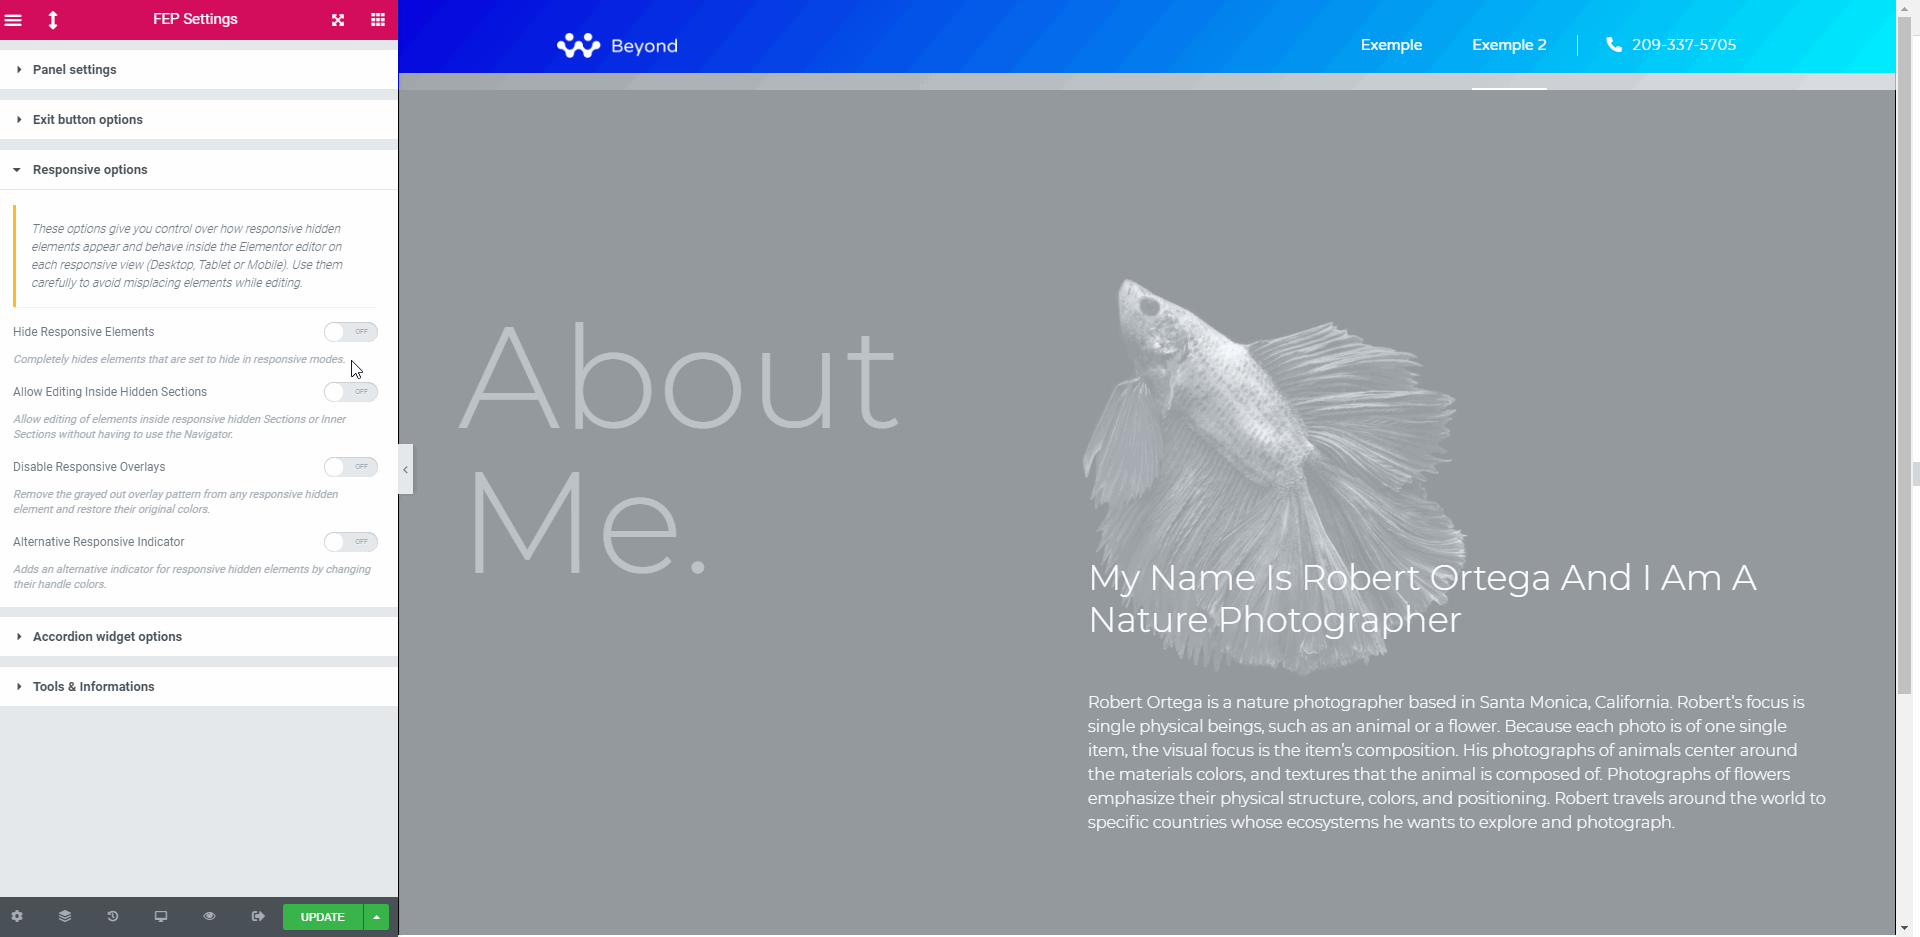 FEP Settings
Panel settings
Exit button options
Responsive options
These options give you control over how responsive hidden
elements appear and behave inside the Elementor editor on
each responsive view (Desktop, Tablet or Mobile). Use them
carefully to avoid misplacing elements while editing.
Hide Responsive Elements
OFF
Completely hides elements that are set to hide in responsive modes.
Allow Editing Inside Hidden Sections
OFF
Allow editing of elements inside responsive hidden Sections or Inner
Sections without having to use the Navigator.
Disable Responsive Overlays
OFF
Remove the grayed out overlay pattern from any responsive hidden
element and restore their original colors.
Alternative Responsive Indicator
OFF
Adds an alternative indicator for responsive hidden elements by changing
their handle colors.
Accordion widget options
Tools & Informations
UPDATE
Beyond
Exemple
Exemple 2
209-337-5705
About
Me.
My Name Is Robert Ortega And I Am A
Nature Photographer
Robert Ortega is a nature photographer based in Santa Monica, California. Robert's focus is
single physical beings, such as an animal or a flower. Because each photo is of one single
item, the visual focus is the item's composition. His photographs of animals center around
the materials colors, and textures that the animal is composed of. Photographs of flowers
emphasize their physical structure, colors, and positioning. Robert travels around the world to
specific countries whose ecosystems he wants to explore and photograph.